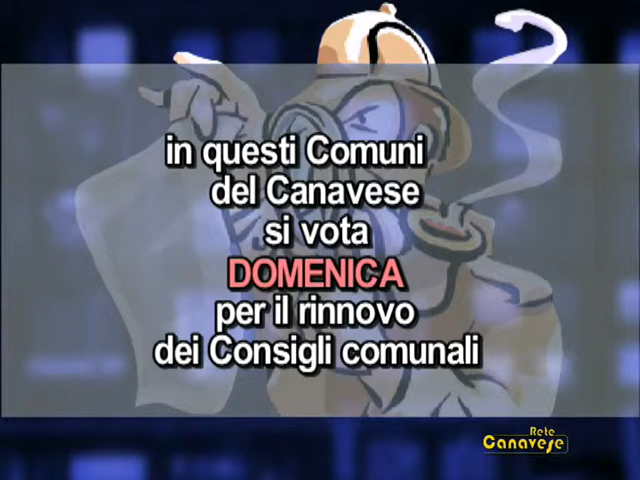 in questi Comuni
del Canavese
si vota
DOMENICA
per il rinnovo
dei Consigli comunali
Rete
Canavese